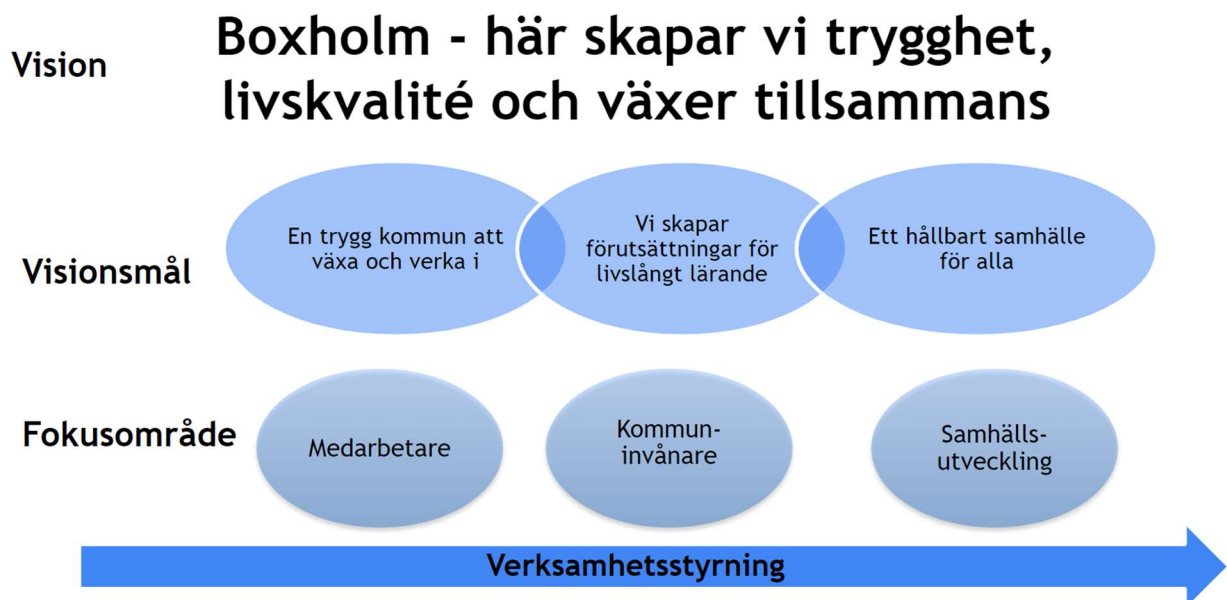 Vision
Boxholm - här skapar vi trygghet,
livskvalité och växer tillsammans
Visionsmål
En trygg kommun att
växa och verka i
Vi skapar
förutsättningar för
livslångt lärande
Ett hållbart samhälle
för alla
Fokusområde
Medarbetare
Kommun-
invånare
Samhälls-
utveckling
Verksamhetsstyrning